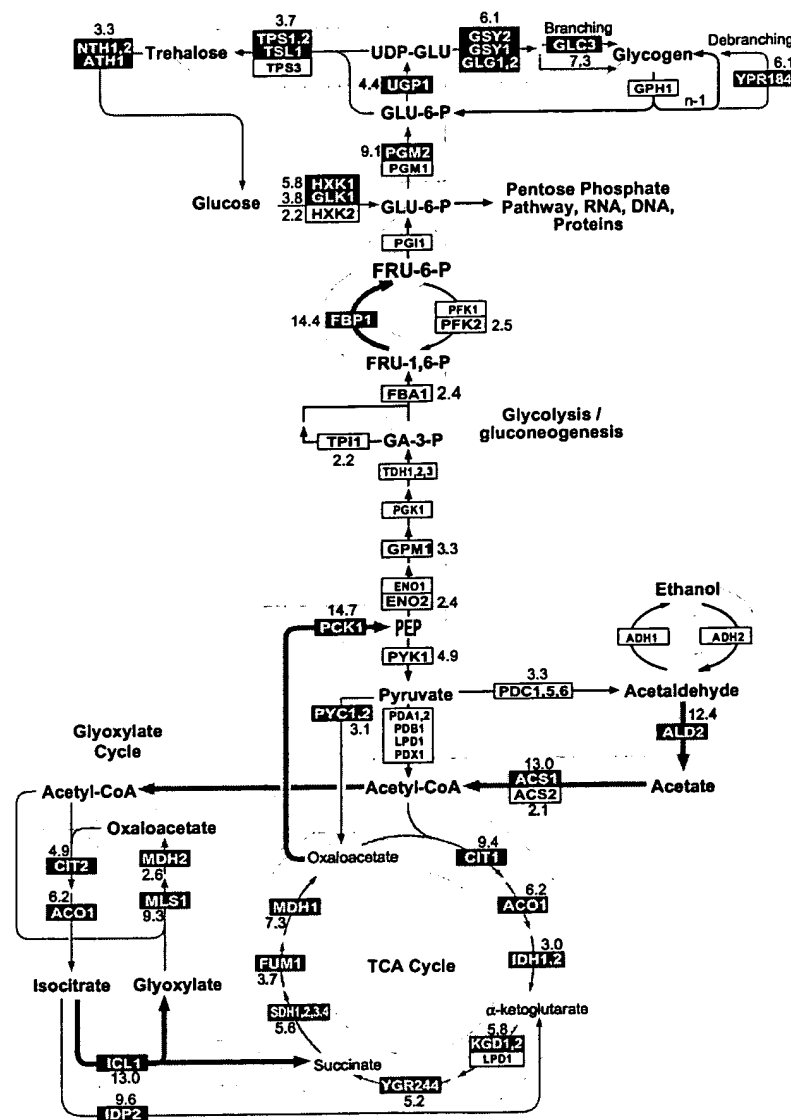 3.3
NTH1,2
ATH1
Trehalose
3.7
TPS1,2
TSL1
TPS3
UDP-GLU
6.1
GSY2
GSY1
GLG1,2
Branching
GLC3
7.3
Glycogen
Debranching
6.1
YPR184
GPH1
n-1
4.4
UGP1
GLU-6-P
9.1
PGM2
PGM1
Glucose
5.8
HXK1
3.8
GLK1
2.2
HXK2
GLU-6-P
Pentose Phosphate
Pathway, RNA, DNA,
Proteins
PGI1
FRU-6-P
14.4
FBP1
PFK1
PFK2
2.5
FRU-1,6-P
FBA1
2.4
Glycolysis /
gluconeogenesis
TPI1
2.2
GA-3-P
TDH1,2,3
PGK1
GPM1
3.3
ENO1
ENO2
2.4
Ethanol
ADH1
ADH2
14.7
PCK1
PEP
PYK1
4.9
Pyruvate
3.3
PDC1,5,6
Acetaldehyde
PYC1,2
3.1
PDA1,2
PDB1
LPD1
PDX1
12.4
ALD2
Glyoxylate
Cycle
Acetyl-CoA
Acetyl-CoA
13.0
ACS1
ACS2
2.1
Acetate
Oxaloacetate
4.9
CIT2
MDH2
2.6
6.2
ACO1
MLS1
9.3
Isocitrate
Glyoxylate
Oxaloacetate
9.4
CIT1
6.2
ACO1
MDH1
7.3
3.0
IDH1,2
FUM1
3.7
TCA Cycle
α-ketoglutarate
SDH1,2,3,4
5.6
5.8
KGD1,2
LPD1
Succinate
YGR244
5.2
ICL1
13.0
9.6
IDP2